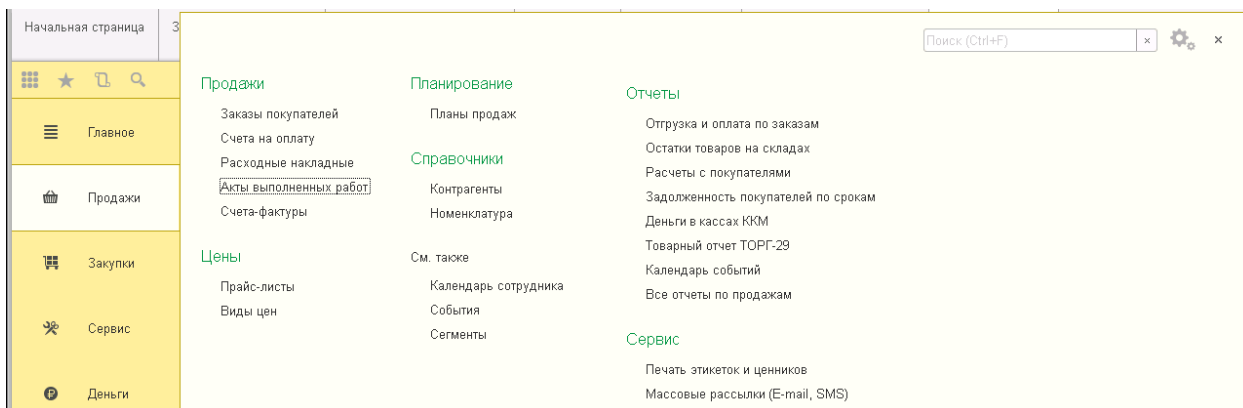 Начальная страница
З
Поиск (Ctrl+F)
Главное
Продажи
Закупки
Сервис
Деньги
Продажи
Заказы покупателей
Счета на оплату
Расходные накладные
Акты выполненных работ
Счета-фактуры
Цены
Прайс-листы
Виды цен
Планирование
Планы продаж
Справочники
Контрагенты
Номенклатура
См. также
Календарь сотрудника
События
Сегменты
Отчеты
Отгрузка и оплата по заказам
Остатки товаров на складах
Расчеты с покупателями
Задолженность покупателей по срокам
Деньги в кассах ККМ
Товарный отчет ТОРГ-29
Календарь событий
Все отчеты по продажам
Сервис
Печать этикеток и ценников
Массовые рассылки (E-mail, SMS)